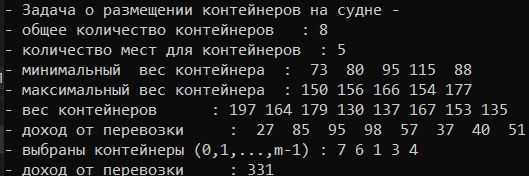 - Задача о размещении контейнеров на судне -
- общее количество контейнеров : 8
- количество мест для контейнеров : 5
- минимальный вес контейнера : 73 80 95 115 88
- максимальный вес контейнера : 150 156 166 154 177
- вес контейнеров : 197 164 179 130 137 167 153 135
- доход от перевозки : 27 85 95 98 57 37 40 51
- выбраны контейнеры (0,1,...,m-1) : 7 6 1 3 4
- доход от перевозки : 331